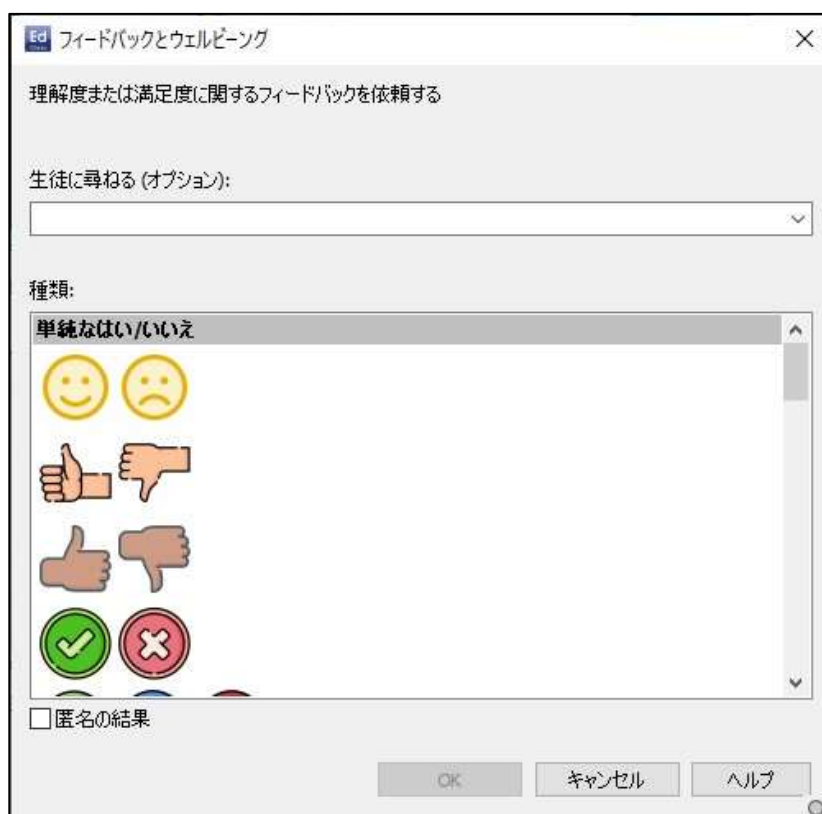 Ed
フィードバックとウェルビーング
理解度または満足度に関するフィードバックを依頼する
生徒に尋ねる (オプション):
種類:
単純なはい/いいえ
匿名の結果
OK
キャンセル
ヘルプ